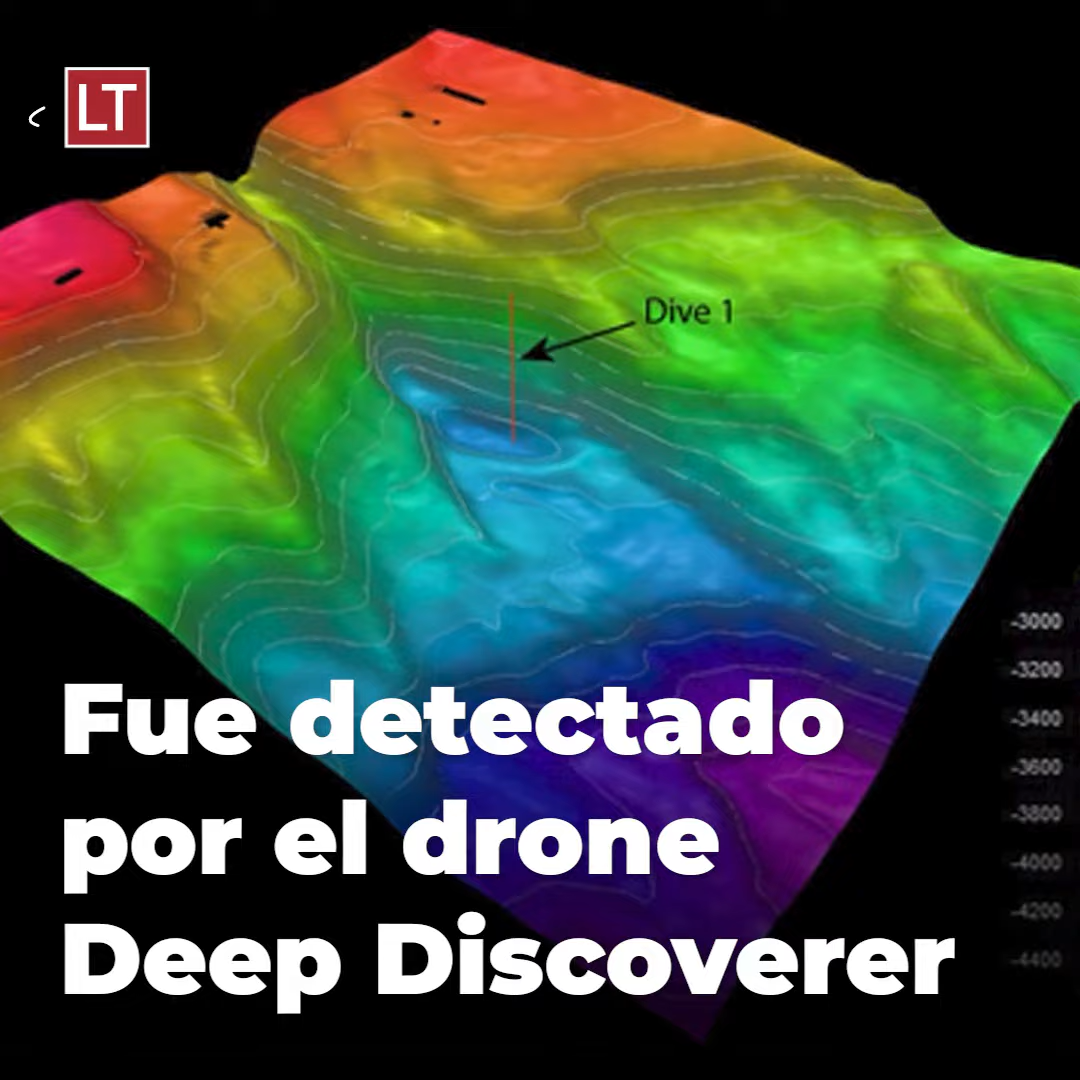 LT
Dive 1
-3000
-3200
-3400
-3600
-3800
-4000
-4200
-4400
Fue detectado
por el drone
Deep Discoverer